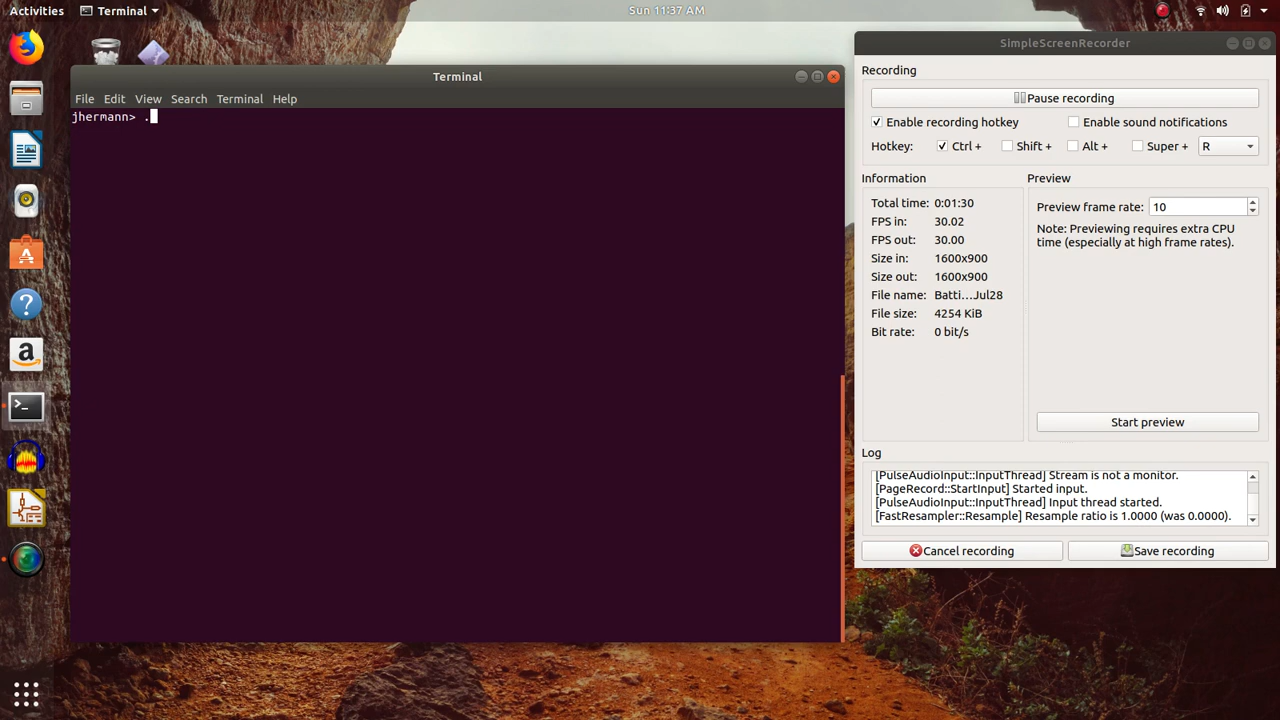 Activities
Terminal
Sun 11:37 AM
SimpleScreenRecorder
Terminal
File Edit View Search Terminal Help
jhermann> .
Recording
Pause recording
Enable recording hotkey
Enable sound notifications
Hotkey: Ctrl + Shift + Alt + Super + R
Information
Total time: 0:01:30
FPS in: 30.02
FPS out: 30.00
Size in: 1600x900
Size out: 1600x900
File name: Batti...Jul28
File size: 4254 KiB
Bit rate: 0 bit/s
Preview
Preview frame rate: 10
Note: Previewing requires extra CPU
time (especially at high frame rates).
Start preview
Log
[PulseAudioInput::InputThread] Stream is not a monitor.
[PageRecord::StartInput] Started input.
[PulseAudioInput::InputThread] Input thread started.
[FastResampler::Resample] Resample ratio is 1.0000 (was 0.0000).
Cancel recording
Save recording